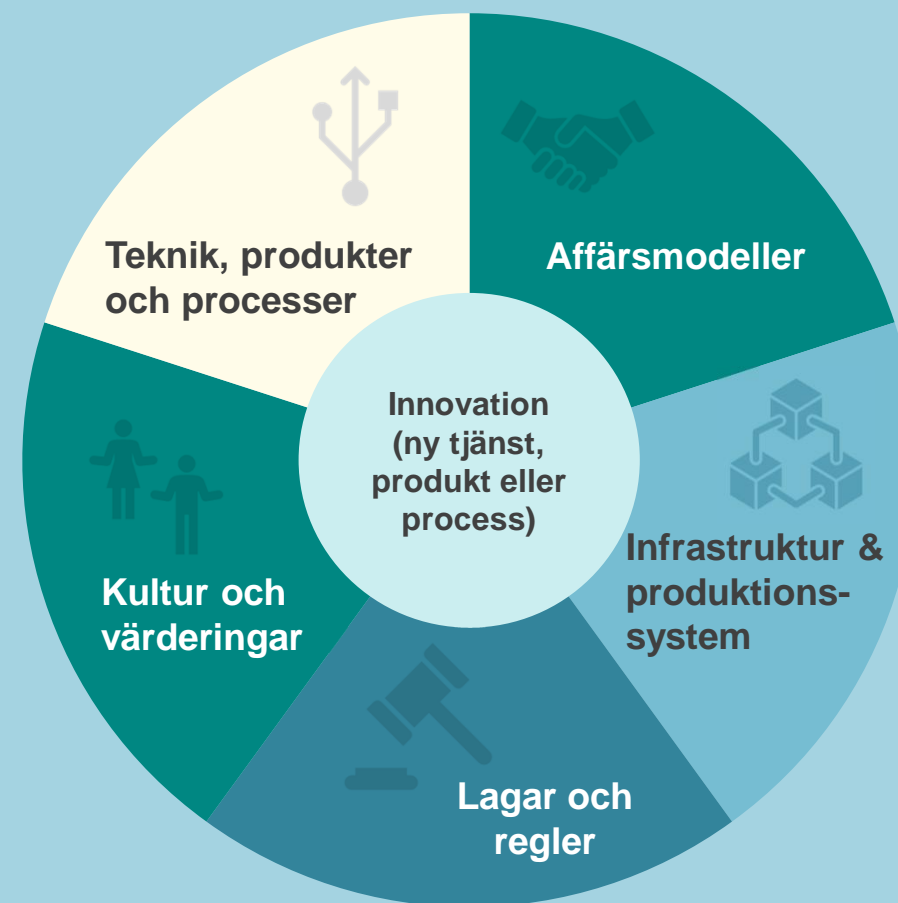 Teknik, produkter
och processer
Affärsmodeller
Innovation
(ny tjänst,
produkt eller
process)
Infrastruktur &
produktions-
system
Kultur och
värderingar
Lagar och
regler